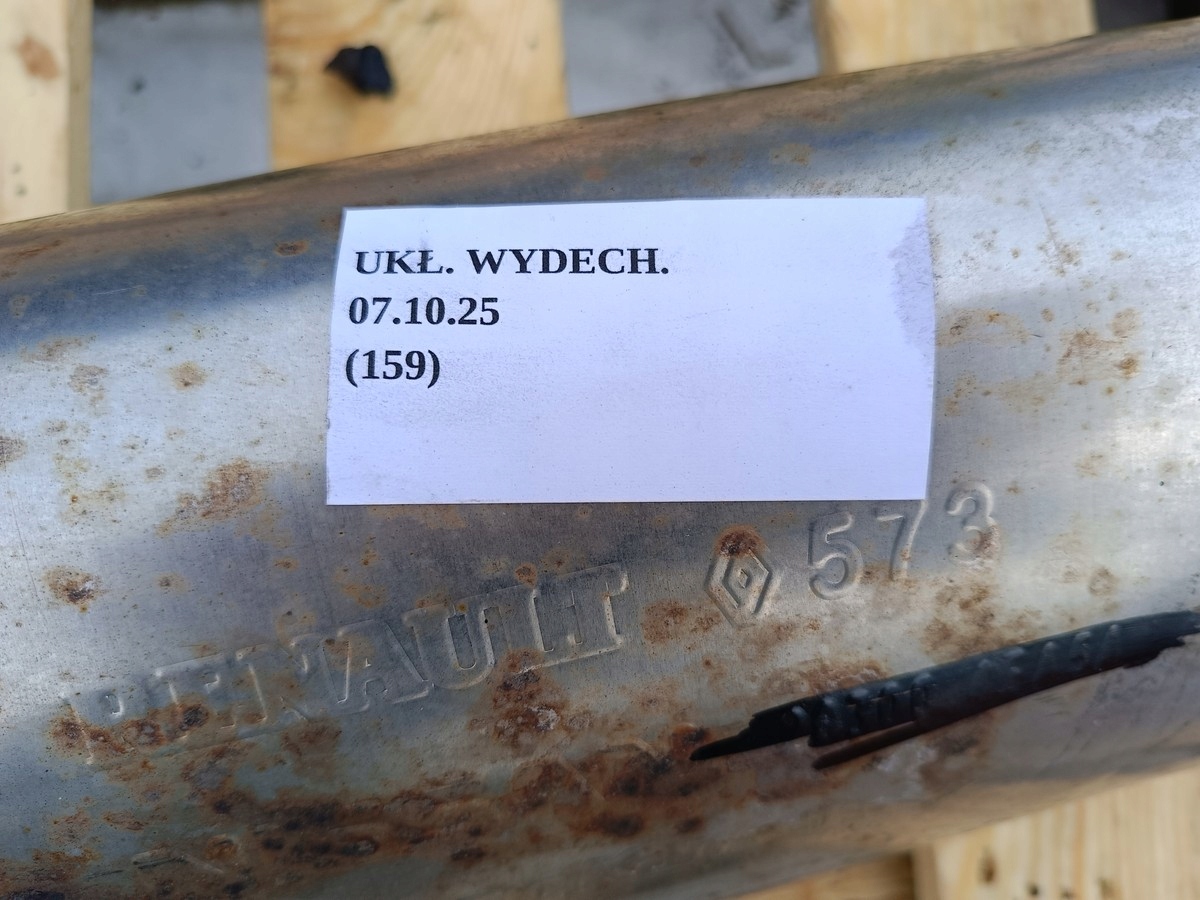 UKŁ. WYDECH.
07.10.25
(159)
RENAULT 573